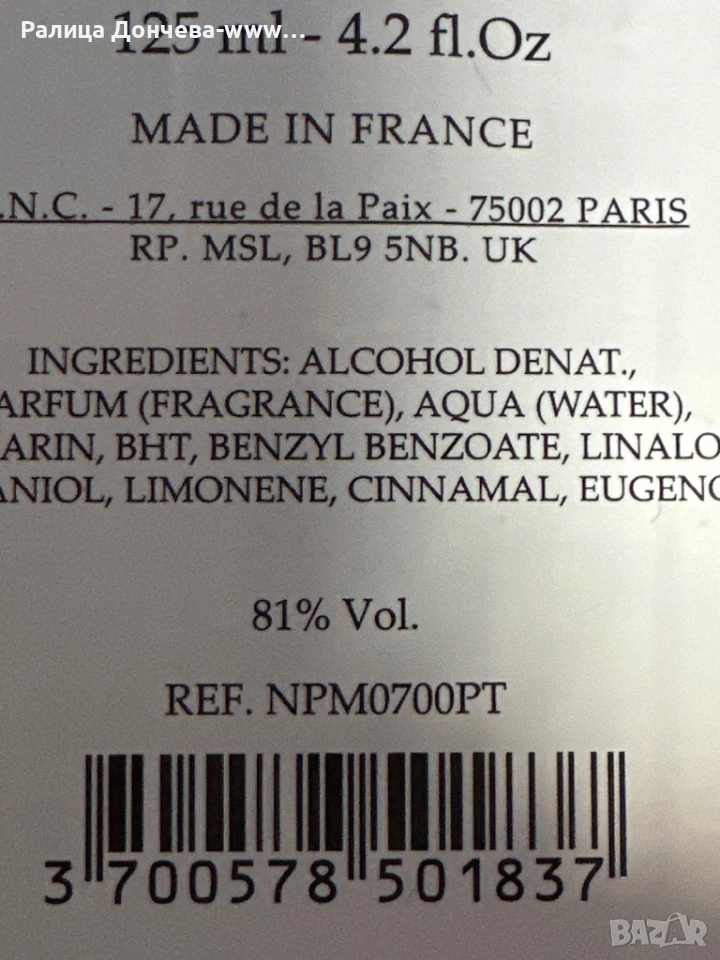 Ралица Дончева-www...
125 ml - 4.2 fl.Oz
MADE IN FRANCE
.N.C. - 17, rue de la Paix - 75002 PARIS
RP. MSL, BL9 5NB. UK
INGREDIENTS: ALCOHOL DENAT.,
ARFUM (FRAGRANCE), AQUA (WATER),
ARIN, BHT, BENZYL BENZOATE, LINALO
ANIOL, LIMONENE, CINNAMAL, EUGENO
81% Vol.
REF. NPM0700PT
3 700578 501837
BAZAR